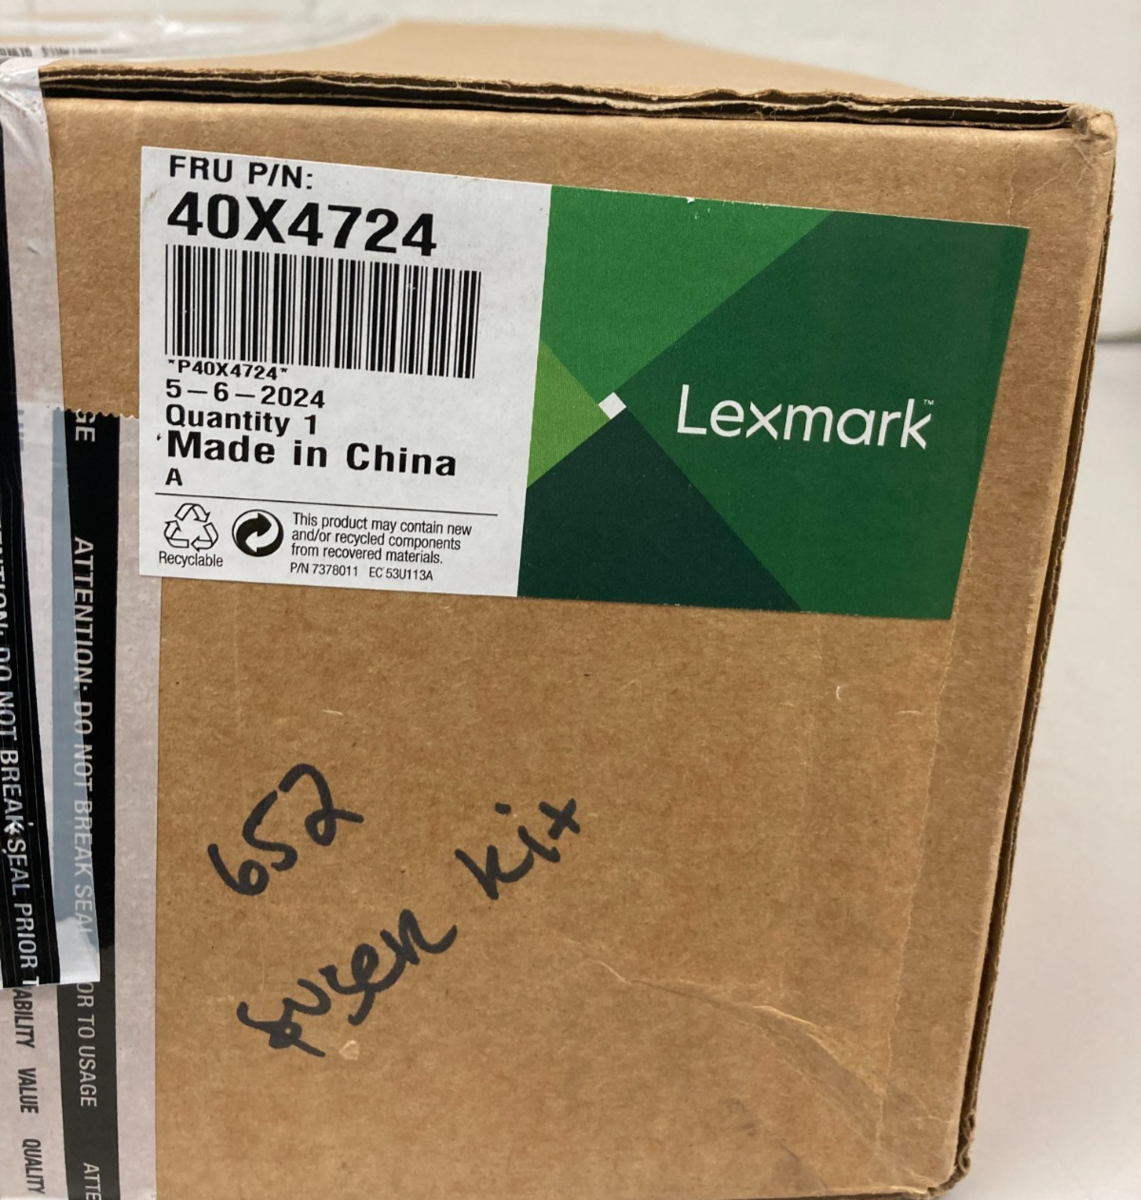 FRU P/N:
40X4724
*P40X4724*
5-6-2024
Quantity 1
Made in China
A
Recyclable
This product may contain new
and/or recycled components
from recovered materials.
P/N 7378011 EC 53U113A
Lexmark™
652
fuser kit
ATTENTION: DO NOT BREAK SEAL
OR TO USAGE
DO NOT BREAK SEAL PRIOR
ABILITY VALUE QUALITY